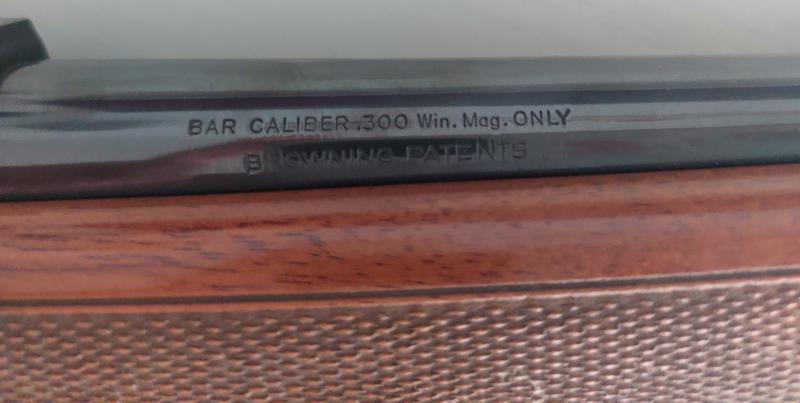 BAR CALIBER .300 Win. Mag. ONLY
BROWNING PATENTS